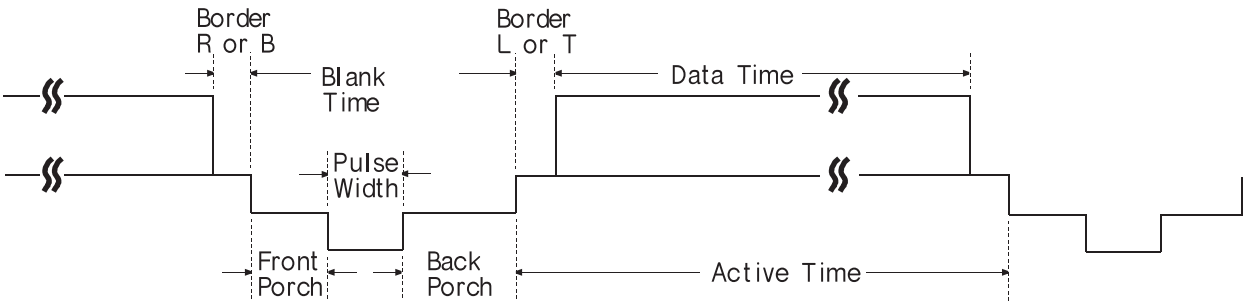 Border
R or B
Border
L or T
Blank
Time
Data Time
Pulse
Width
Front
Porch
Back
Porch
Active Time